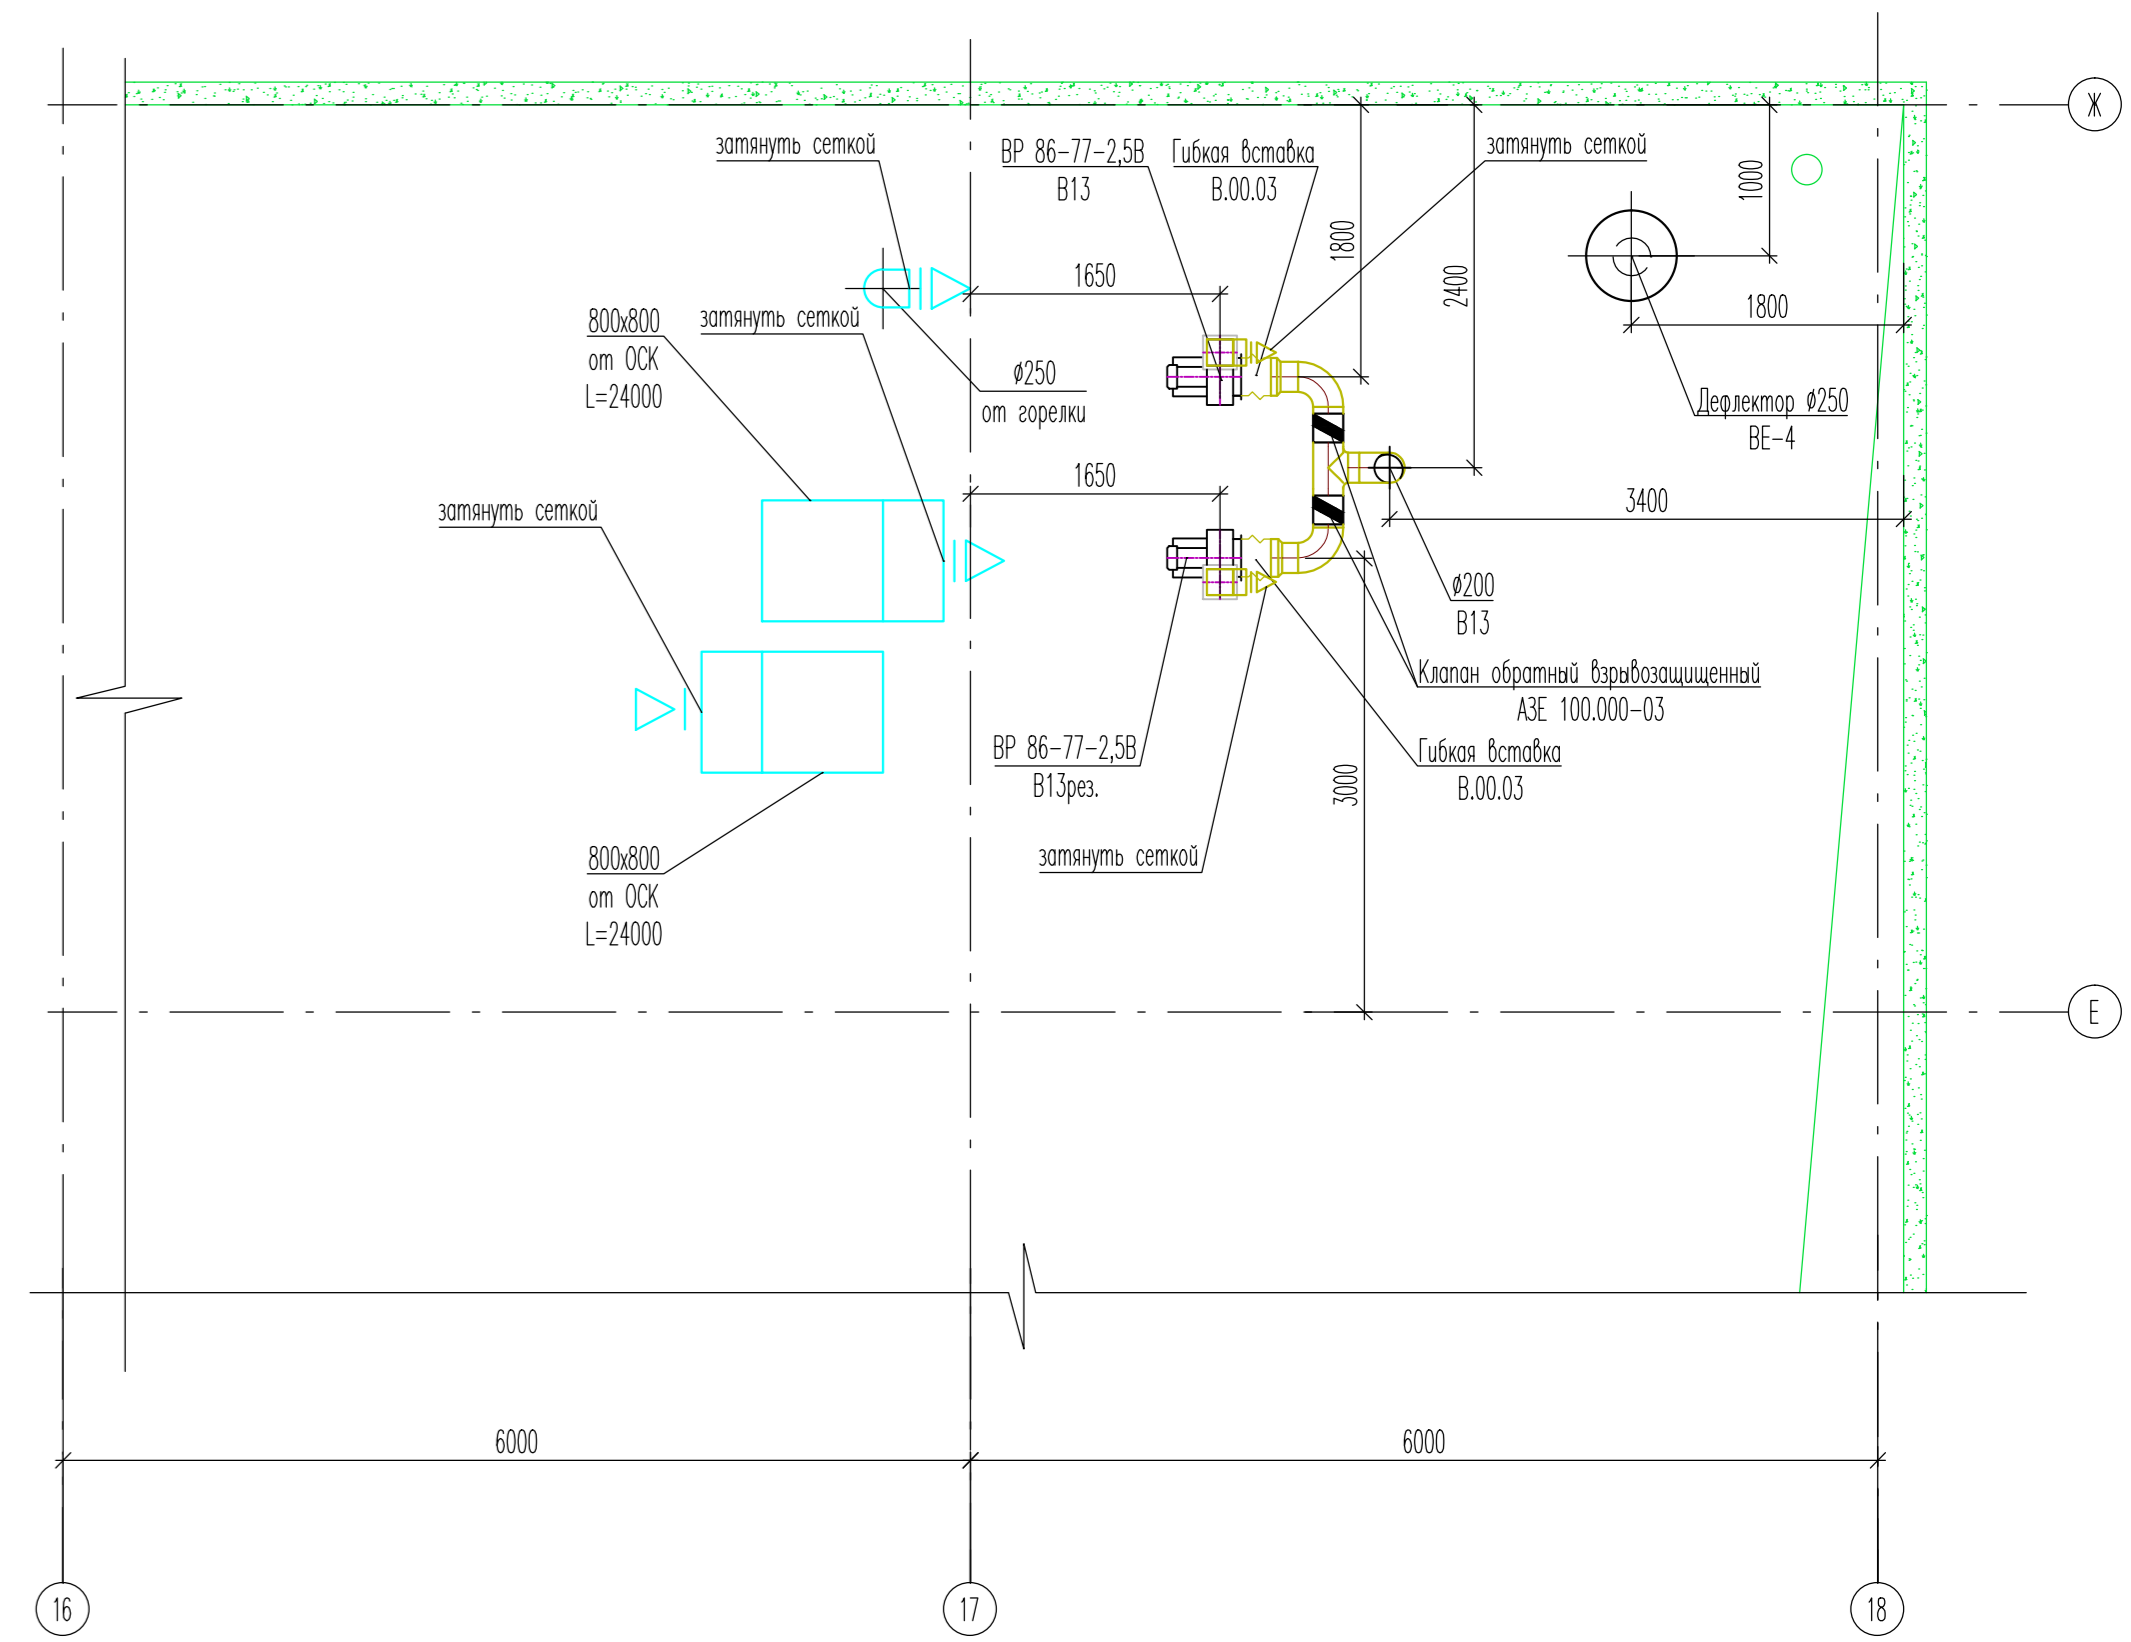 Ж
затянуть сеткой
ВР 86-77-2,5В
В13
Гибкая вставка
В.00.03
затянуть сеткой
1000
1800
2400
1650
1800
800х800
от ОСК
L=24000
затянуть сеткой
ø250
от горелки
Дефлектор ø250
ВЕ-4
1650
3400
затянуть сеткой
ø200
В13
Клапан обратный взрывозащищенный
АЗЕ 100.000-03
ВР 86-77-2,5В
В13рез.
Гибкая вставка
В.00.03
3000
затянуть сеткой
800х800
от ОСК
L=24000
Е
6000
6000
16
17
18